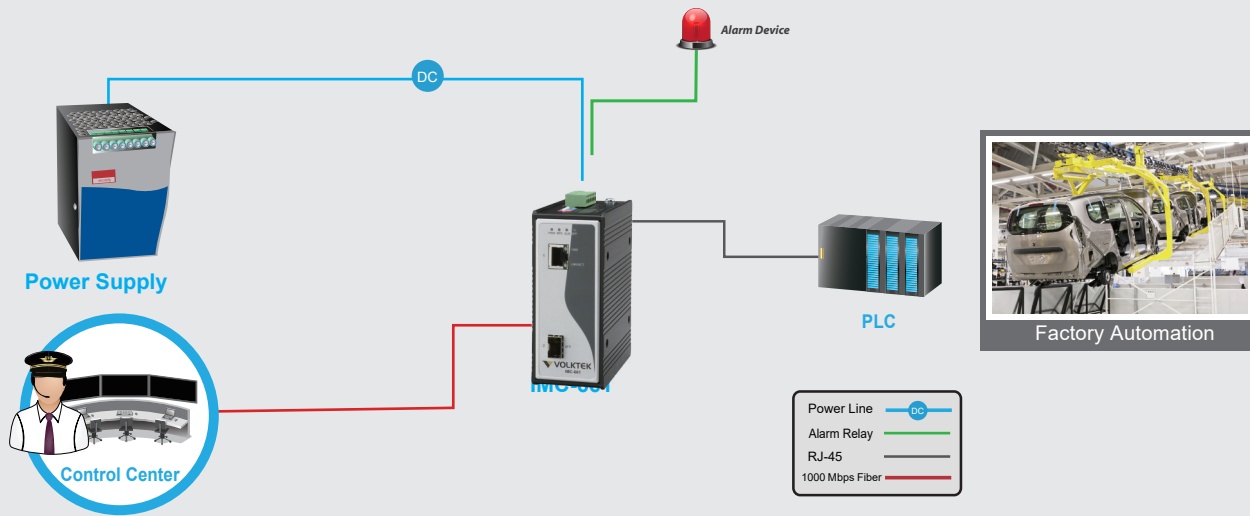 Alarm Device
DC
Power Supply
VOLKTEK
PLC
Factory Automation
Control Center
Power Line
DC
Alarm Relay
RJ-45
1000 Mbps Fiber